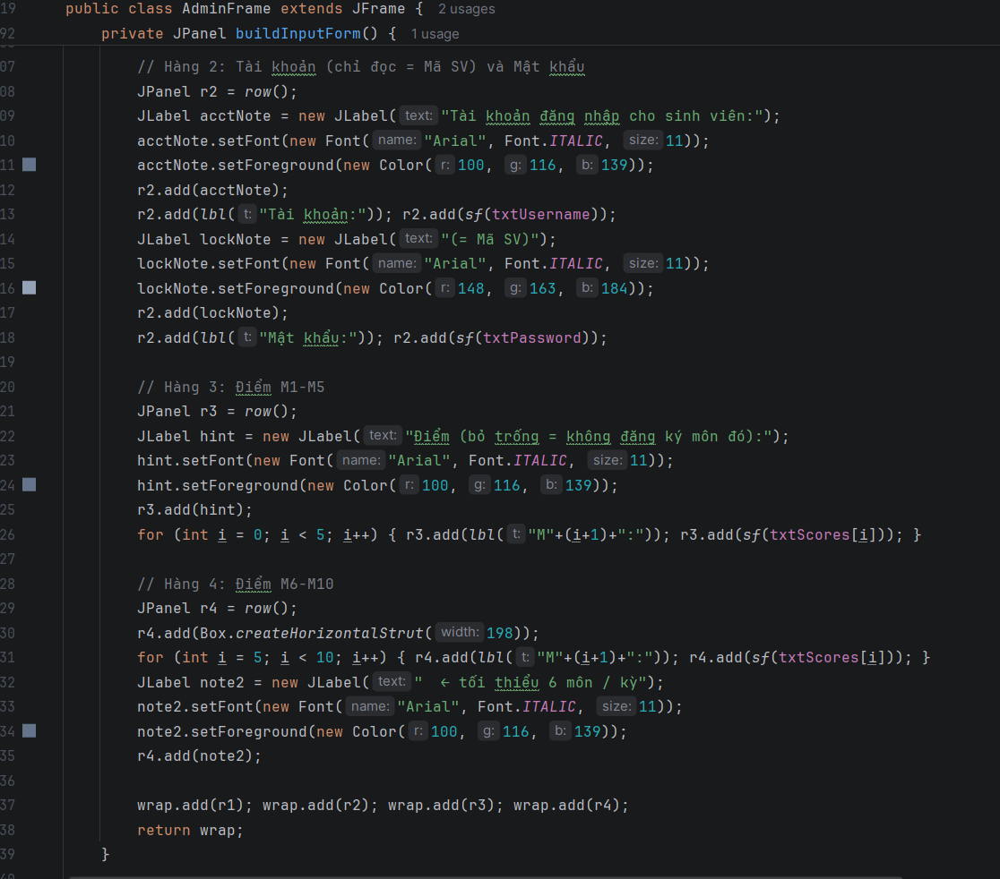 19 public class AdminFrame extends JFrame { 2 usages
92 private JPanel buildInputForm() { 1 usage
07 // Hàng 2: Tài khoản (chỉ đọc = Mã SV) và Mật khẩu
08 JPanel r2 = row();
09 JLabel acctNote = new JLabel( text: "Tài khoản đăng nhập cho sinh viên:");
10 acctNote.setFont(new Font( name: "Arial", Font.ITALIC, size: 11));
11 acctNote.setForeground(new Color( r: 100, g: 116, b: 139));
12 r2.add(acctNote);
13 r2.add(lbl( t: "Tài khoản:")); r2.add(sf(txtUsername));
14 JLabel lockNote = new JLabel( text: "(= Mã SV)");
15 lockNote.setFont(new Font( name: "Arial", Font.ITALIC, size: 11));
16 lockNote.setForeground(new Color( r: 148, g: 163, b: 184));
17 r2.add(lockNote);
18 r2.add(lbl( t: "Mật khẩu:")); r2.add(sf(txtPassword));
19
20 // Hàng 3: Điểm M1-M5
21 JPanel r3 = row();
22 JLabel hint = new JLabel( text: "Điểm (bỏ trống = không đăng ký môn đó):");
23 hint.setFont(new Font( name: "Arial", Font.ITALIC, size: 11));
24 hint.setForeground(new Color( r: 100, g: 116, b: 139));
25 r3.add(hint);
26 for (int i = 0; i < 5; i++) { r3.add(lbl( t: "M"+(i+1)+":")); r3.add(sf(txtScores[i])); }
27
28 // Hàng 4: Điểm M6-M10
29 JPanel r4 = row();
30 r4.add(Box.createHorizontalStrut( width: 198));
31 for (int i = 5; i < 10; i++) { r4.add(lbl( t: "M"+(i+1)+":")); r4.add(sf(txtScores[i])); }
32 JLabel note2 = new JLabel( text: "  ← tối thiểu 6 môn / kỳ");
33 note2.setFont(new Font( name: "Arial", Font.ITALIC, size: 11));
34 note2.setForeground(new Color( r: 100, g: 116, b: 139));
35 r4.add(note2);
36
37 wrap.add(r1); wrap.add(r2); wrap.add(r3); wrap.add(r4);
38 return wrap;
39 }